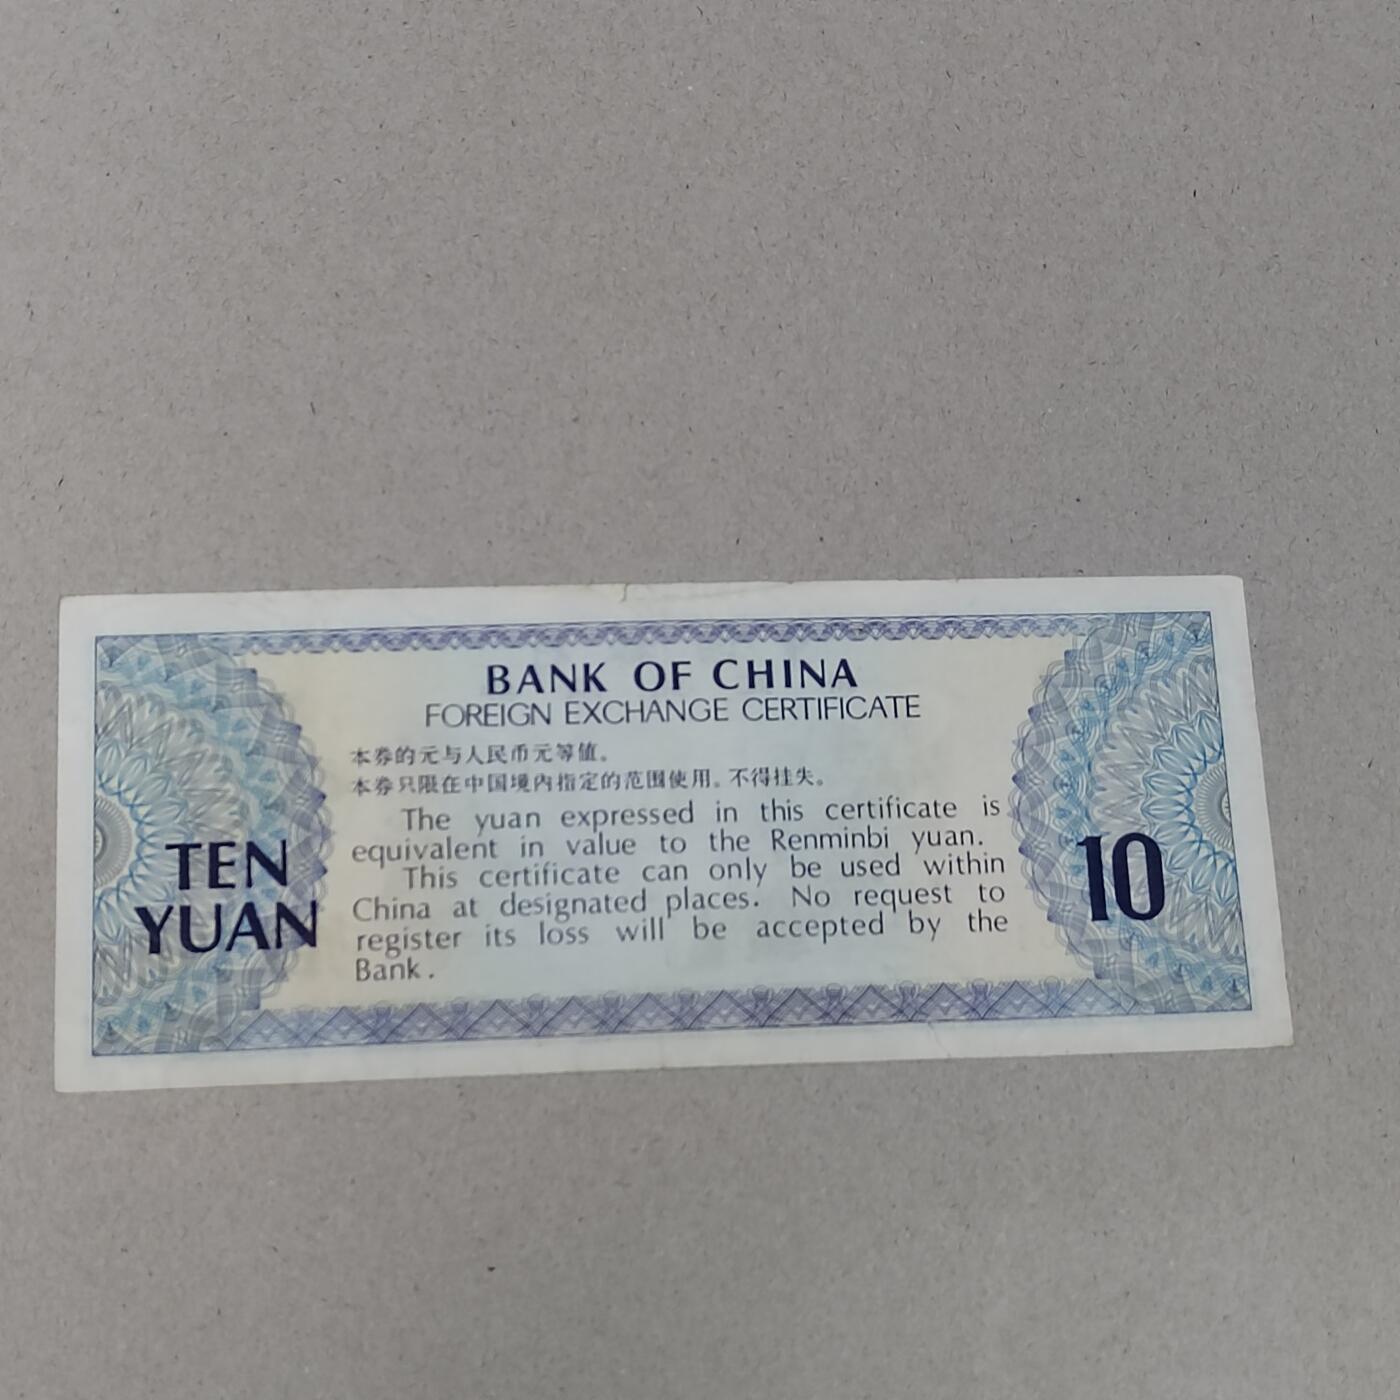 BANK OF CHINA
FOREIGN EXCHANGE CERTIFICATE
本券的元与人民币元等值。
本券只限在中国境内指定的范围使用。不得挂失。
The yuan expressed in this certificate is
equivalent in value to the Renminbi yuan.
This certificate can only be used within
China at designated places. No request to
register its loss will be accepted by the
Bank.
TEN
YUAN
10